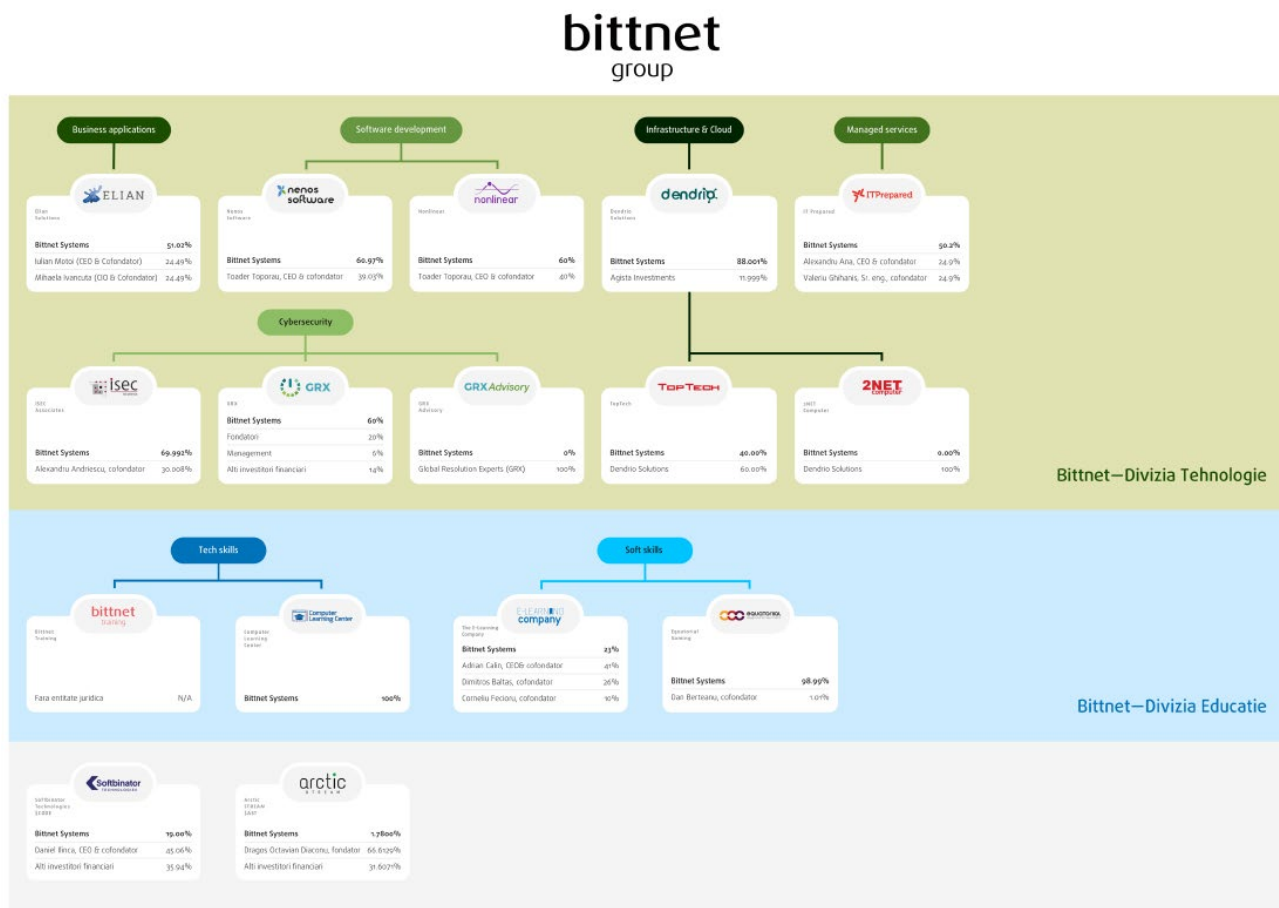 bittnet
group
Business applications
Software development
Infrastructure & Cloud
Managed services
ELIAN
nenos
software
nonlinear
dendrio
ITPrepared
Elian
Solutions
Bittnet Systems 51.02%
Iulian Motoi (CEO & Cofondator) 24.49%
Mihaela Ivancuta (OO & Cofondator) 24.49%
Nenos
Software
Bittnet Systems 60.97%
Toader Toporau, CEO & cofondator 39.03%
Nonlinear
Bittnet Systems 60%
Toader Toporau, CEO & cofondator 40%
Dendrio
Solutions
Bittnet Systems 88.001%
Agista Investments 11.999%
IT Prepared
Bittnet Systems 50.2%
Alexandru Ana, CEO & cofondator 24.9%
Valeriu Ghihanis, Sr. eng., cofondator 24.9%
Cybersecurity
isec
GRX
GRXAdvisory
TopTech
2NET
computer
ISEC
Associates
Bittnet Systems 69.992%
Alexandru Andriescu, cofondator 30.008%
GRX
Bittnet Systems 60%
Fondatori 20%
Management 6%
Alti investitori financiari 14%
GRX
Advisory
Bittnet Systems 0%
Global Resolution Experts (GRX) 100%
TopTech
Bittnet Systems 40.00%
Dendrio Solutions 60.00%
2NET
Computer
Bittnet Systems 0.00%
Dendrio Solutions 100%
Bittnet—Divizia Tehnologie
Tech skills
Soft skills
bittnet
training
Computer
Learning Center
E-LEARNING
company
equatorial
Bittnet
Training
Fara entitate juridica N/A
Computer
Learning
Center
Bittnet Systems 100%
The E-Learning
Company
Bittnet Systems 23%
Adrian Calin, CEO& cofondator 41%
Dimitros Baltas, cofondator 26%
Corneliu Fecioru, cofondator 10%
Equatorial
Gaming
Bittnet Systems 98.99%
Dan Berteanu, cofondator 1.01%
Bittnet—Divizia Educatie
Softbinator
TECHNOLOGIES
arctic
STREAM
Softbinator
Technologies
Bittnet Systems 19.00%
Daniel Ilinca, CEO & cofondator 45.06%
Alti investitori financiari 35.94%
Arctic
STREAM
Bittnet Systems 1.7800%
Dragos Octavian Diaconu, fondator 66.6129%
Alti investitori financiari 31.6071%